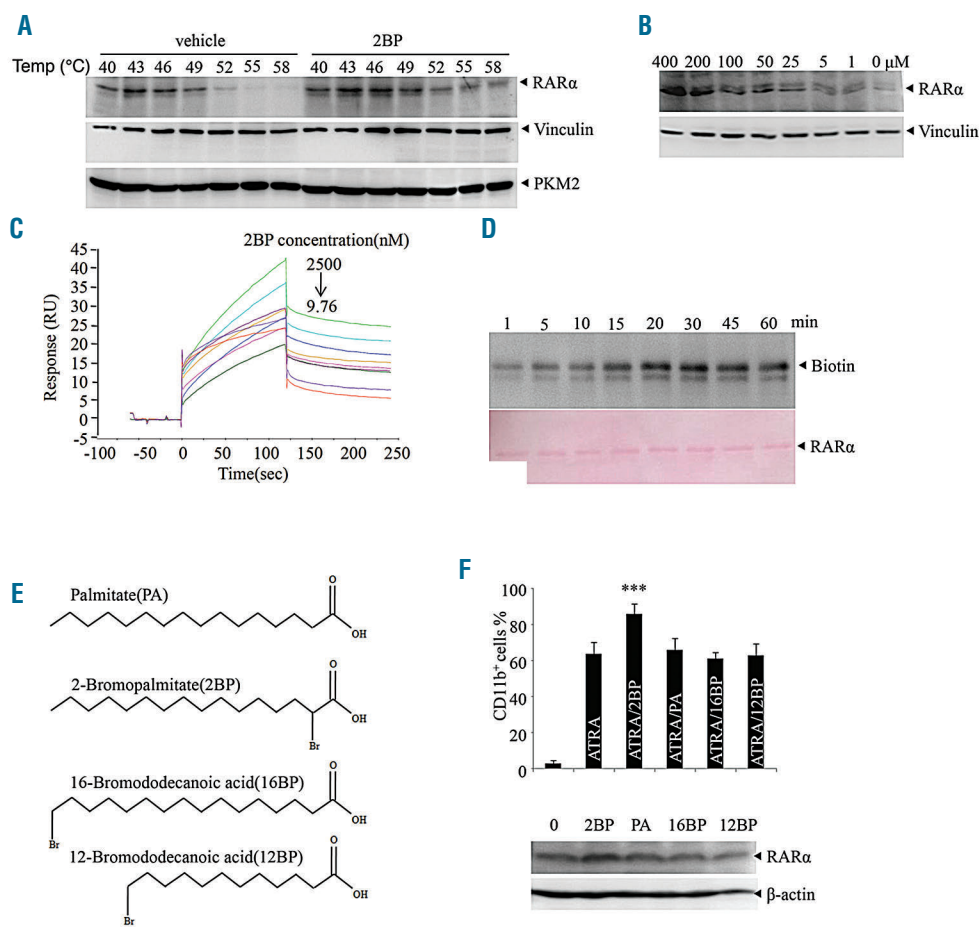 A
vehicle 2BP
Temp (°C) 40 43 46 49 52 55 58 40 43 46 49 52 55 58
RARα
Vinculin
PKM2
B
400 200 100 50 25 5 1 0 μM
RARα
Vinculin
C
2BP concentration(nM)
2500
9.76
Response (RU)
45
40
35
30
25
20
15
10
5
0
-5
-100 -50 0 50 100 150 200 250
Time(sec)
D
1 5 10 15 20 30 45 60 min
Biotin
RARα
E
Palmitate(PA)
O
OH
2-Bromopalmitate(2BP)
O
OH
Br
16-Bromododecanoic acid(16BP)
O
OH
Br
12-Bromododecanoic acid(12BP)
O
OH
Br
F
CD11b+ cells %
100
80
60
40
20
0
***
ATRA
ATRA/2BP
ATRA/PA
ATRA/16BP
ATRA/12BP
0 2BP PA 16BP 12BP
RARα
β-actin